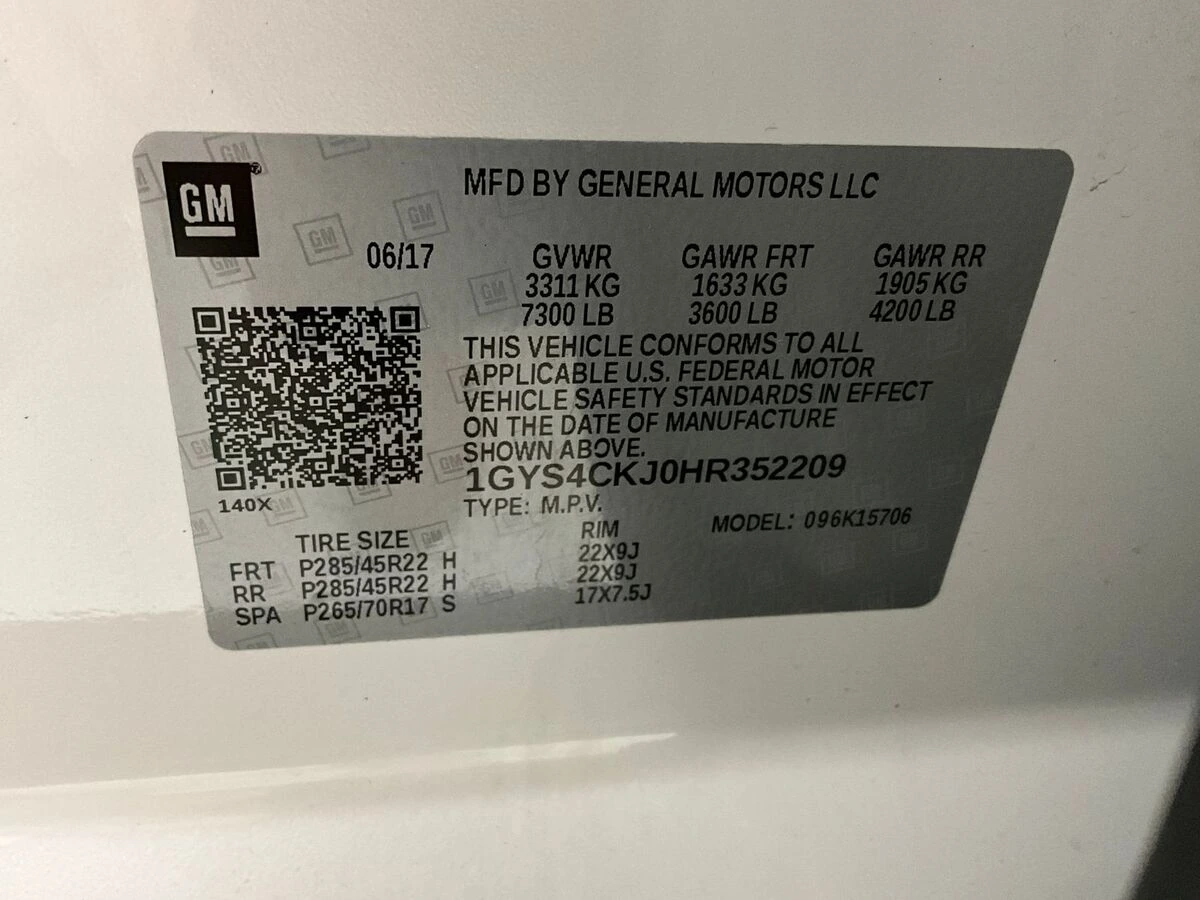 GM
MFD BY GENERAL MOTORS LLC
06/17 GVWR GAWR FRT GAWR RR
3311 KG 1633 KG 1905 KG
7300 LB 3600 LB 4200 LB
THIS VEHICLE CONFORMS TO ALL
APPLICABLE U.S. FEDERAL MOTOR
VEHICLE SAFETY STANDARDS IN EFFECT
ON THE DATE OF MANUFACTURE
SHOWN ABOVE.
1GYS4CKJ0HR352209
140X
TYPE: M.P.V. MODEL: 096K15706
TIRE SIZE RIM
FRT P285/45R22 H 22X9J
RR P285/45R22 H 22X9J
SPA P265/70R17 S 17X7.5J